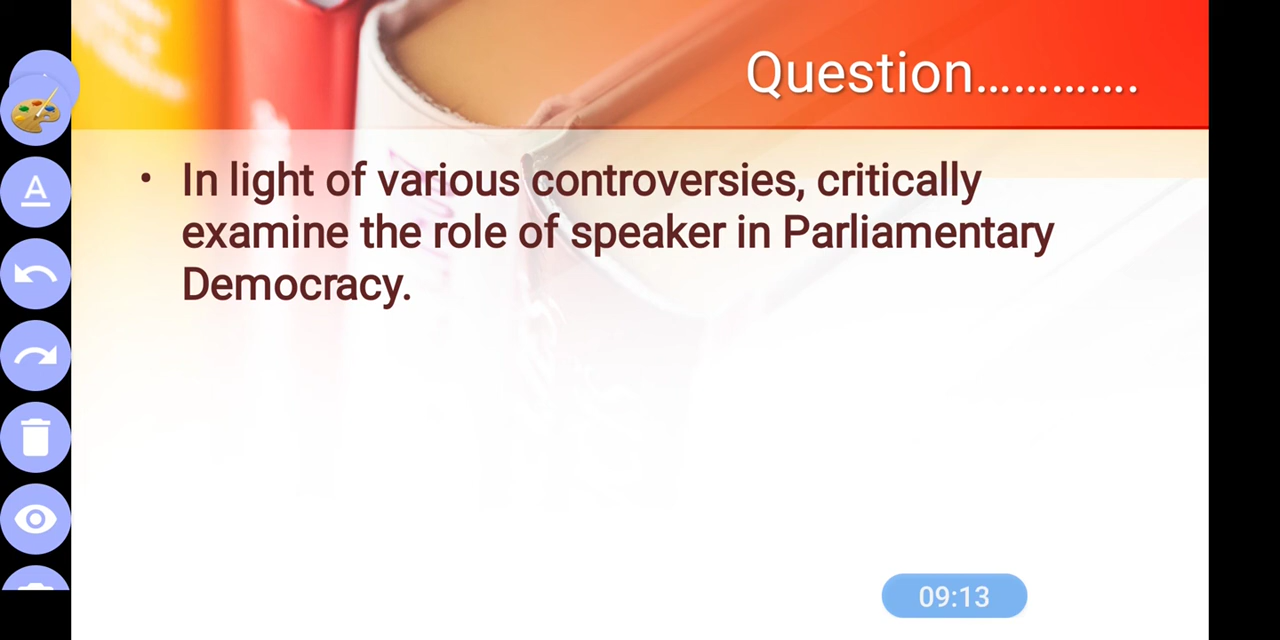 Question………….
• In light of various controversies, critically
examine the role of speaker in Parliamentary
Democracy.
A
09:13